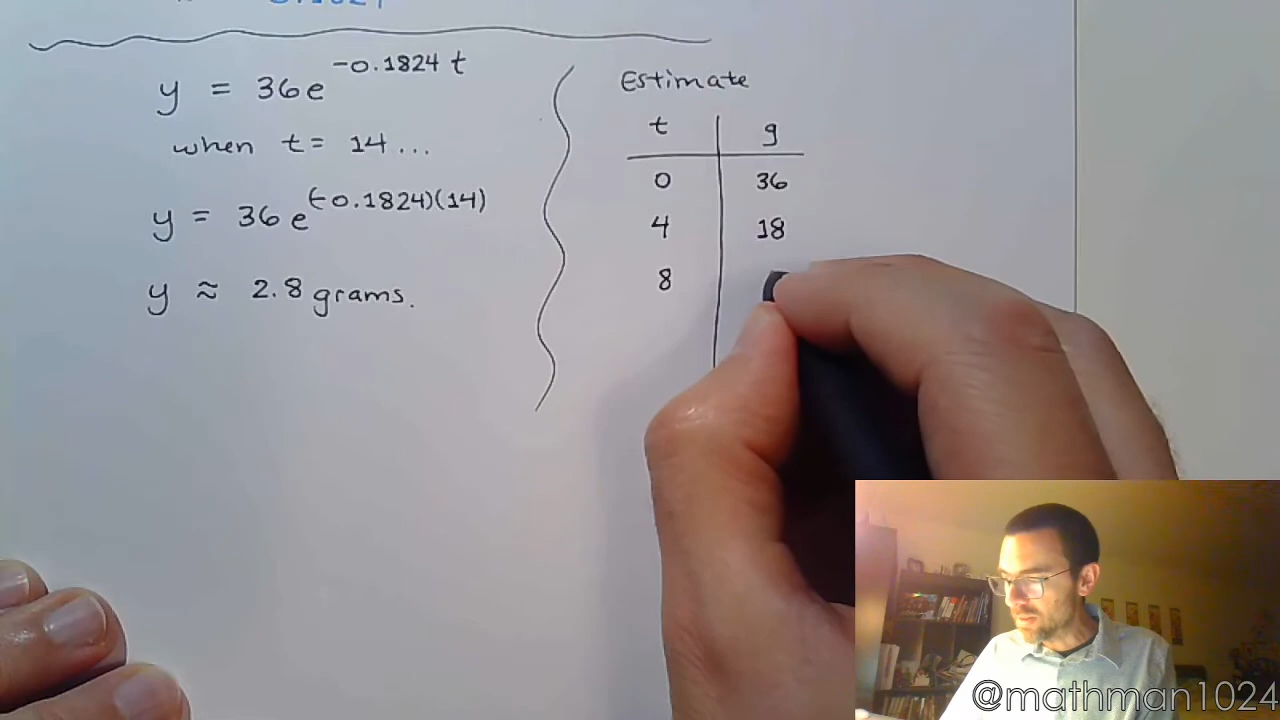 y = 36e^-0.1824 t
when t = 14...
y = 36e^(-0.1824)(14)
y ≈ 2.8 grams.
Estimate
t g
0 36
4 18
8
@mathman1024